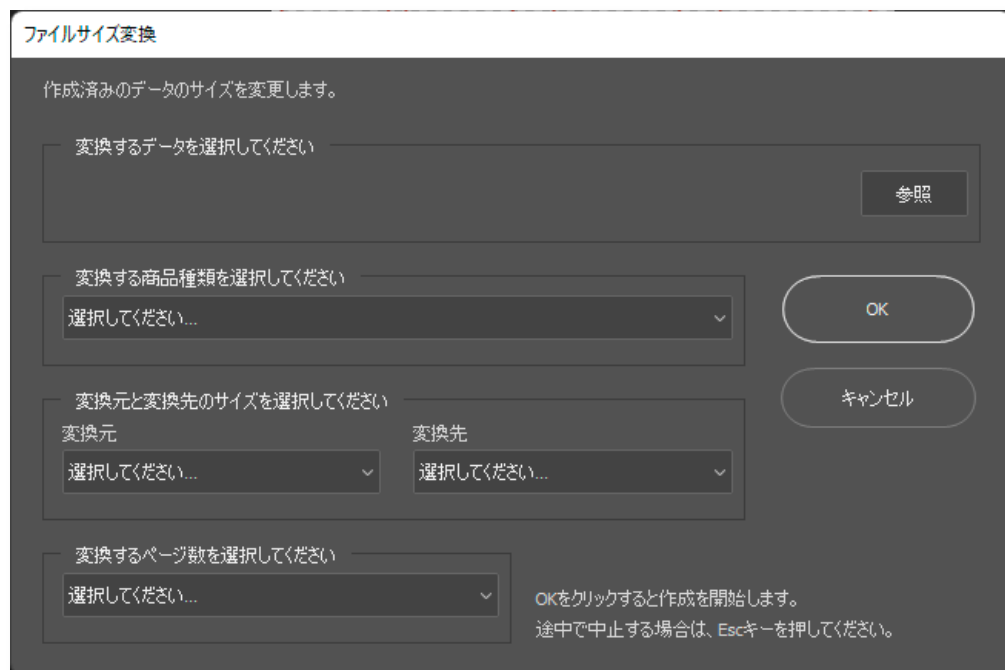 ファイルサイズ変換
作成済みのデータのサイズを変更します。
変換するデータを選択してください
参照
変換する商品種類を選択してください
選択してください...
OK
キャンセル
変換元と変換先のサイズを選択してください
変換元
変換先
選択してください...
選択してください...
変換するページ数を選択してください
選択してください...
OKをクリックすると作成を開始します。
途中で中止する場合は、Escキーを押してください。